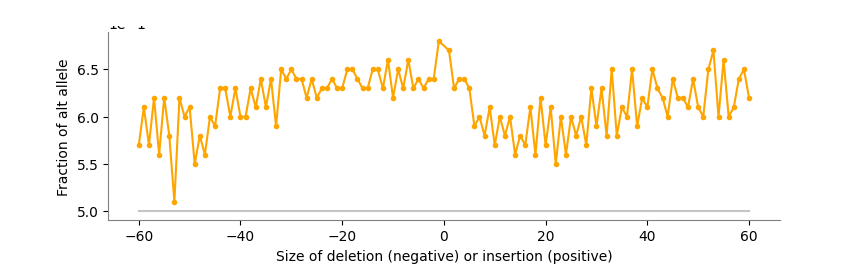 6.5
6.0
5.5
5.0
Fraction of alt allele
−60 −40 −20 0 20 40 60
Size of deletion (negative) or insertion (positive)